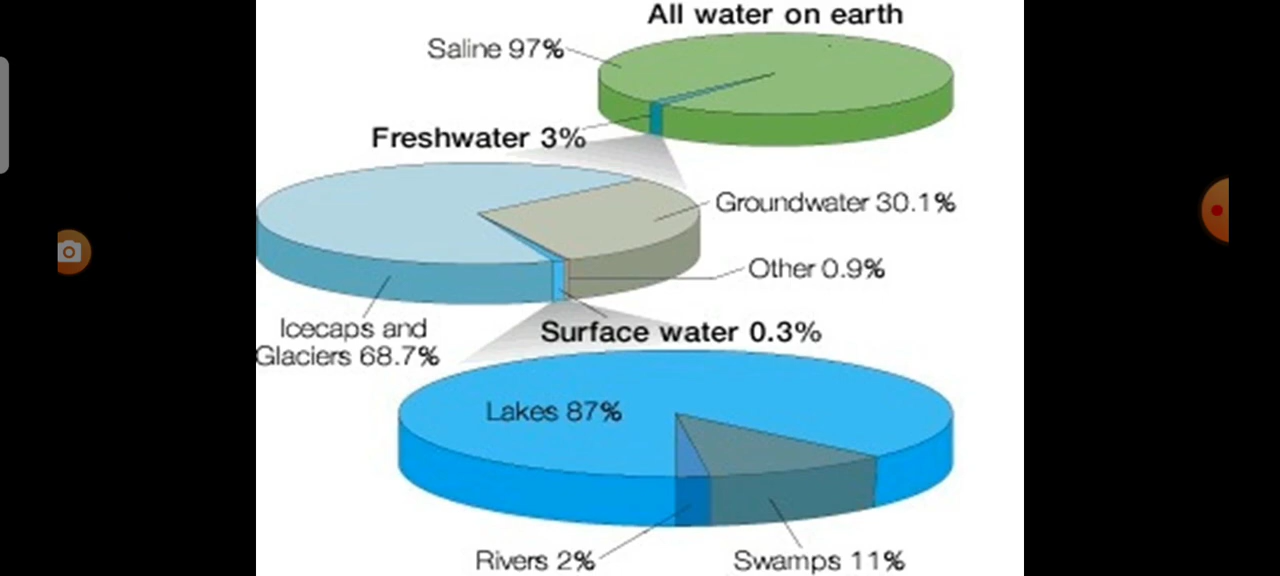 All water on earth
Saline 97%
Freshwater 3%
Groundwater 30.1%
Other 0.9%
Icecaps and
Glaciers 68.7%
Surface water 0.3%
Lakes 87%
Rivers 2%
Swamps 11%